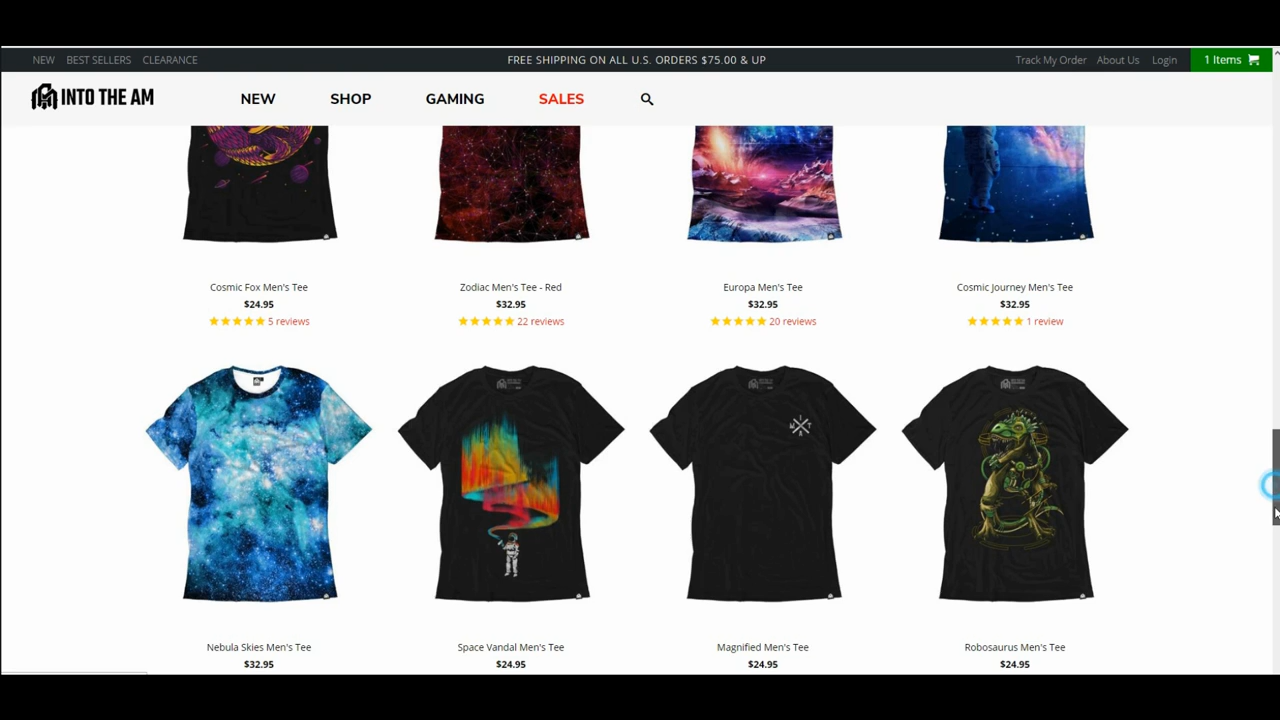 NEW BEST SELLERS CLEARANCE
FREE SHIPPING ON ALL U.S. ORDERS $75.00 & UP
Track My Order About Us Login 1 Items
INTO THE AM NEW SHOP GAMING SALES
Cosmic Fox Men's Tee
$24.95
5 reviews
Zodiac Men's Tee - Red
$32.95
22 reviews
Europa Men's Tee
$32.95
20 reviews
Cosmic Journey Men's Tee
$32.95
1 review
I
M T
A
Nebula Skies Men's Tee
$32.95
Space Vandal Men's Tee
$24.95
Magnified Men's Tee
$24.95
Robosaurus Men's Tee
$24.95